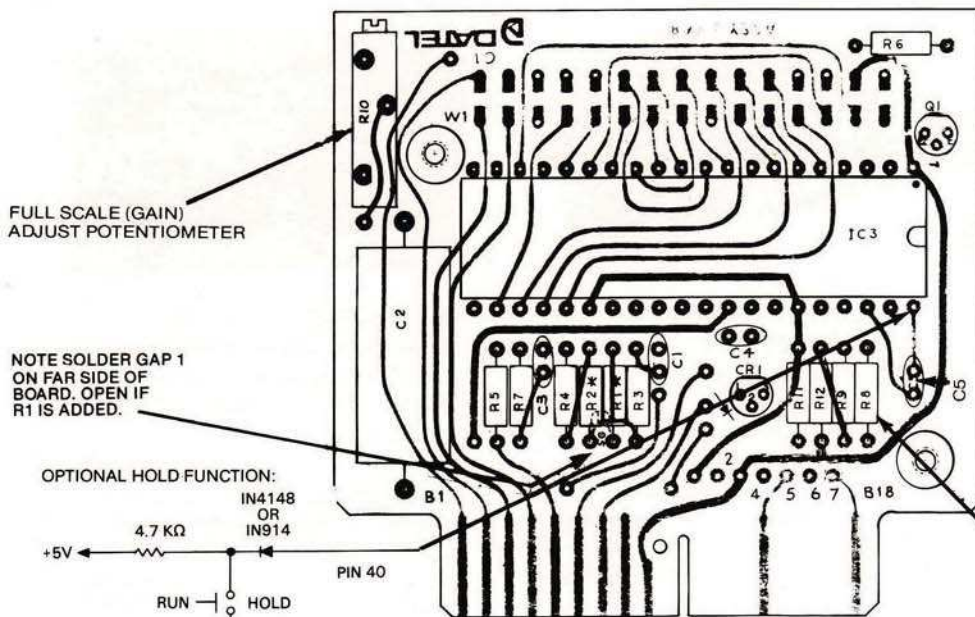 DATEL
R6
C1
R10
W1
Q1
FULL SCALE (GAIN)
ADJUST POTENTIOMETER
IC3
C2
NOTE SOLDER GAP 1
ON FAR SIDE OF
BOARD. OPEN IF
R1 IS ADDED.
C4
CR1
C1
R5
R7
C3
R4
R2*
R1*
R3
R11
R12
R9
R8
C5
2
OPTIONAL HOLD FUNCTION:
B1
4
5
6
7
B18
IN4148
OR
IN914
4.7 KΩ
+5V
PIN 40
RUN
HOLD